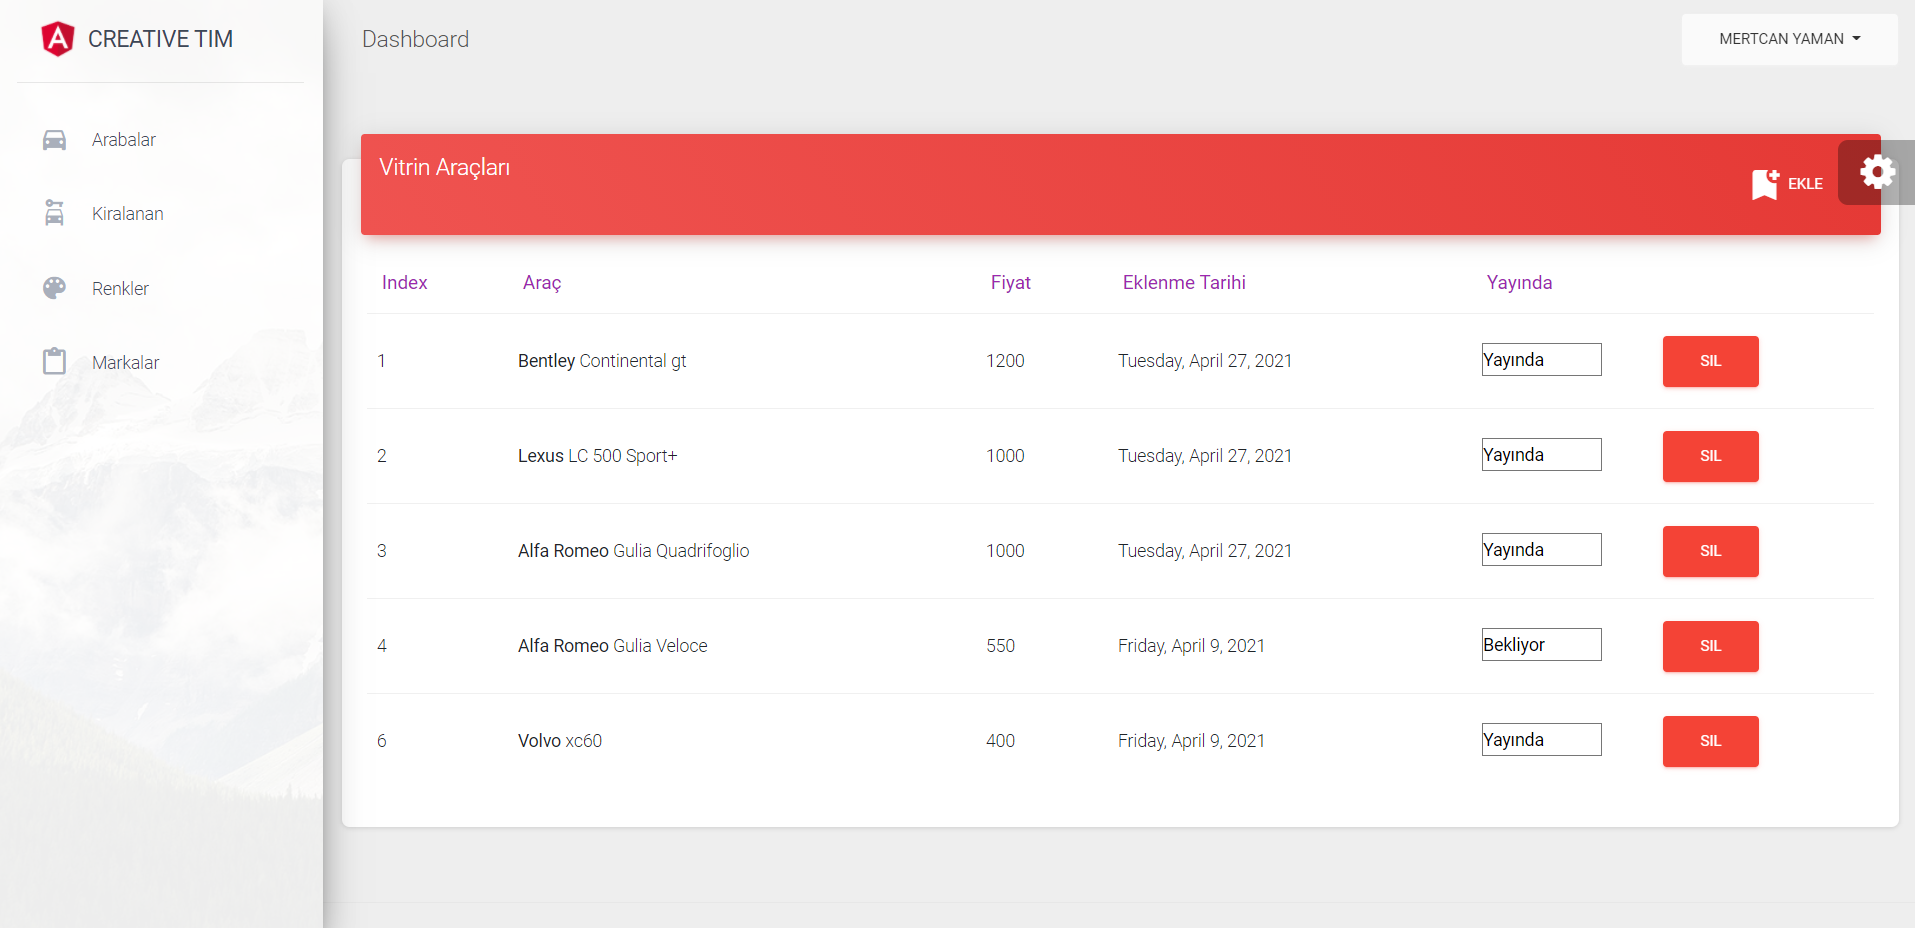 CREATIVE TIM
Dashboard
MERTCAN YAMAN
Arabalar
Kiralanan
Renkler
Markalar
Vitrin Araçları
EKLE
Index Araç Fiyat Eklenme Tarihi Yayında
1 Bentley Continental gt 1200 Tuesday, April 27, 2021 Yayında SIL
2 Lexus LC 500 Sport+ 1000 Tuesday, April 27, 2021 Yayında SIL
3 Alfa Romeo Gulia Quadrifoglio 1000 Tuesday, April 27, 2021 Yayında SIL
4 Alfa Romeo Gulia Veloce 550 Friday, April 9, 2021 Bekliyor SIL
6 Volvo xc60 400 Friday, April 9, 2021 Yayında SIL